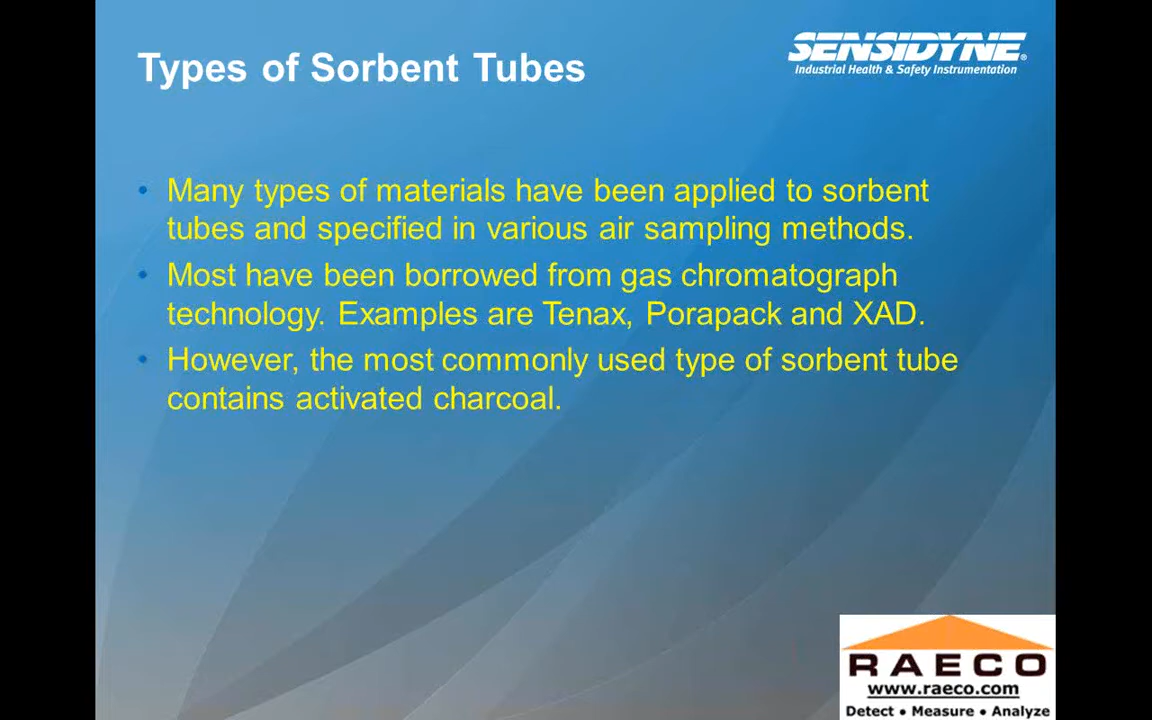 Types of Sorbent Tubes
SENSIDYNE®
Industrial Health & Safety Instrumentation
• Many types of materials have been applied to sorbent
tubes and specified in various air sampling methods.
• Most have been borrowed from gas chromatograph
technology. Examples are Tenax, Porapack and XAD.
• However, the most commonly used type of sorbent tube
contains activated charcoal.
RAECO
www.raeco.com
Detect • Measure • Analyze